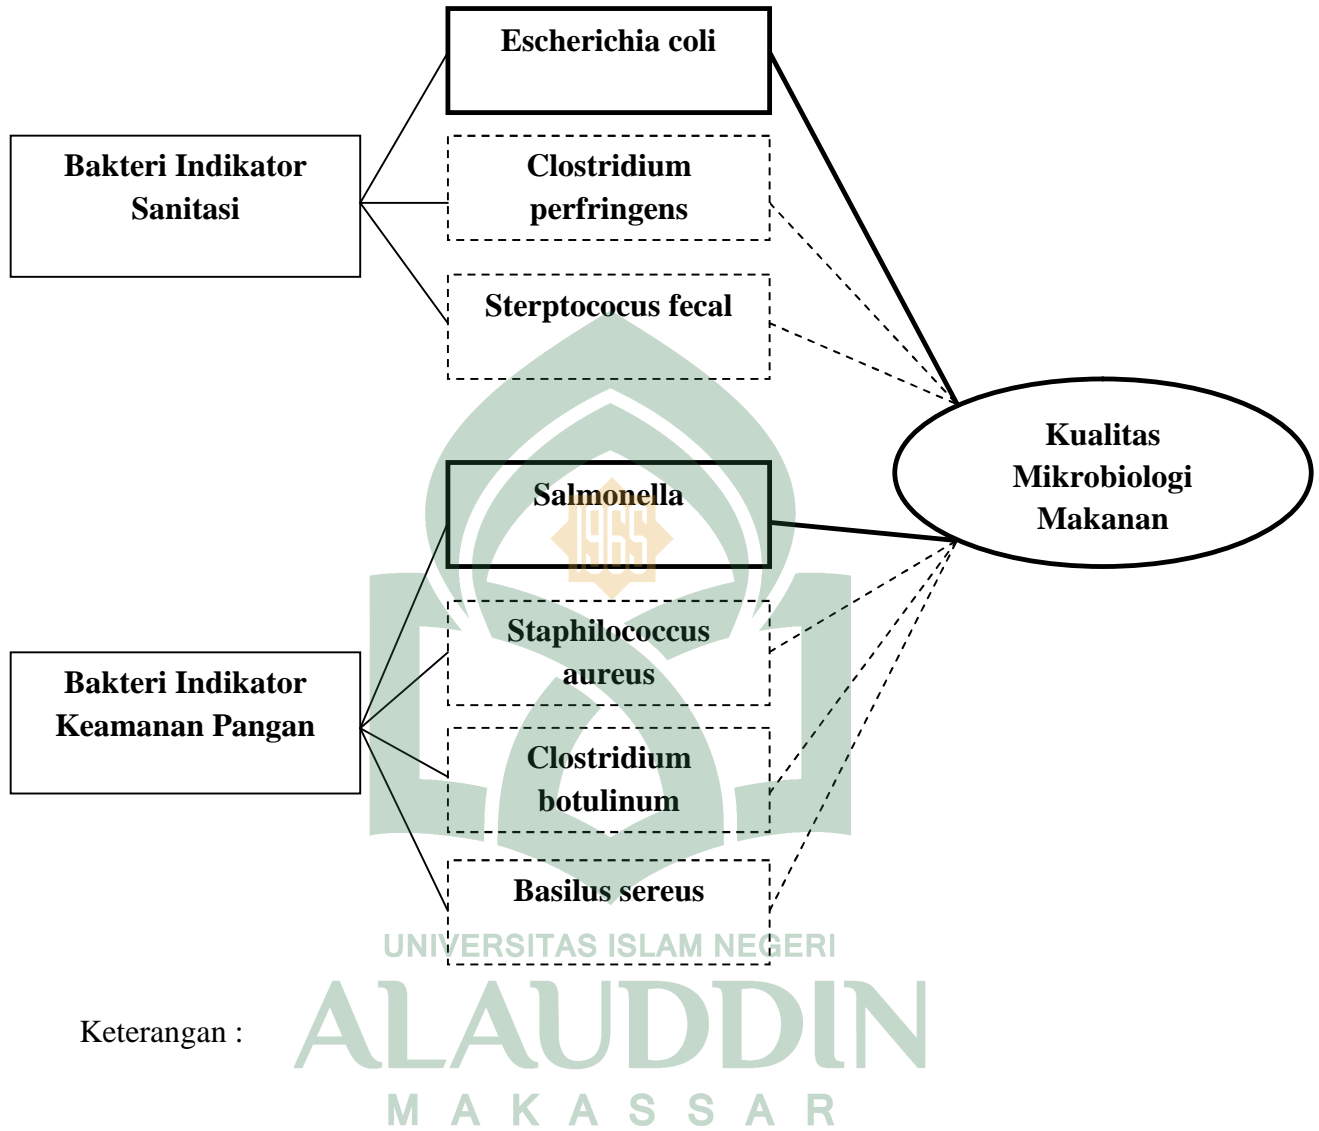 Escherichia coli
Bakteri Indikator
Sanitasi
Clostridium
perfringens
Sterptococus fecal
Kualitas
Mikrobiologi
Makanan
Salmonella
1965
Staphilococcus
aureus
Bakteri Indikator
Keamanan Pangan
Clostridium
botulinum
Basilus sereus
UNIVERSITAS ISLAM NEGERI
ALAUDDIN
MAKASSAR
Keterangan :